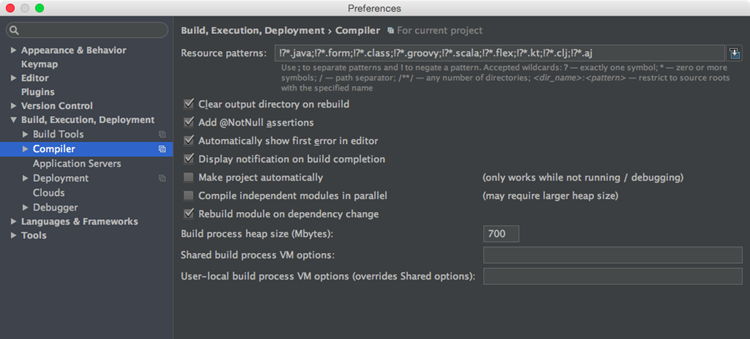 Preferences
Build, Execution, Deployment › Compiler For current project
Appearance & Behavior
Keymap
Editor
Plugins
Version Control
Build, Execution, Deployment
Build Tools
Compiler
Application Servers
Deployment
Clouds
Debugger
Languages & Frameworks
Tools
Resource patterns: !?*.java;!?*.form;!?*.class;!?*.groovy;!?*.scala;!?*.flex;!?*.kt;!?*.clj;!?*.aj
Use ; to separate patterns and ! to negate a pattern. Accepted wildcards: ? — exactly one symbol; * — zero or more
symbols; / — path separator; /**/ — any number of directories; <dir_name>:<pattern> — restrict to source roots
with the specified name
Clear output directory on rebuild
Add @NotNull assertions
Automatically show first error in editor
Display notification on build completion
Make project automatically (only works while not running / debugging)
Compile independent modules in parallel (may require larger heap size)
Rebuild module on dependency change
Build process heap size (Mbytes): 700
Shared build process VM options:
User-local build process VM options (overrides Shared options):